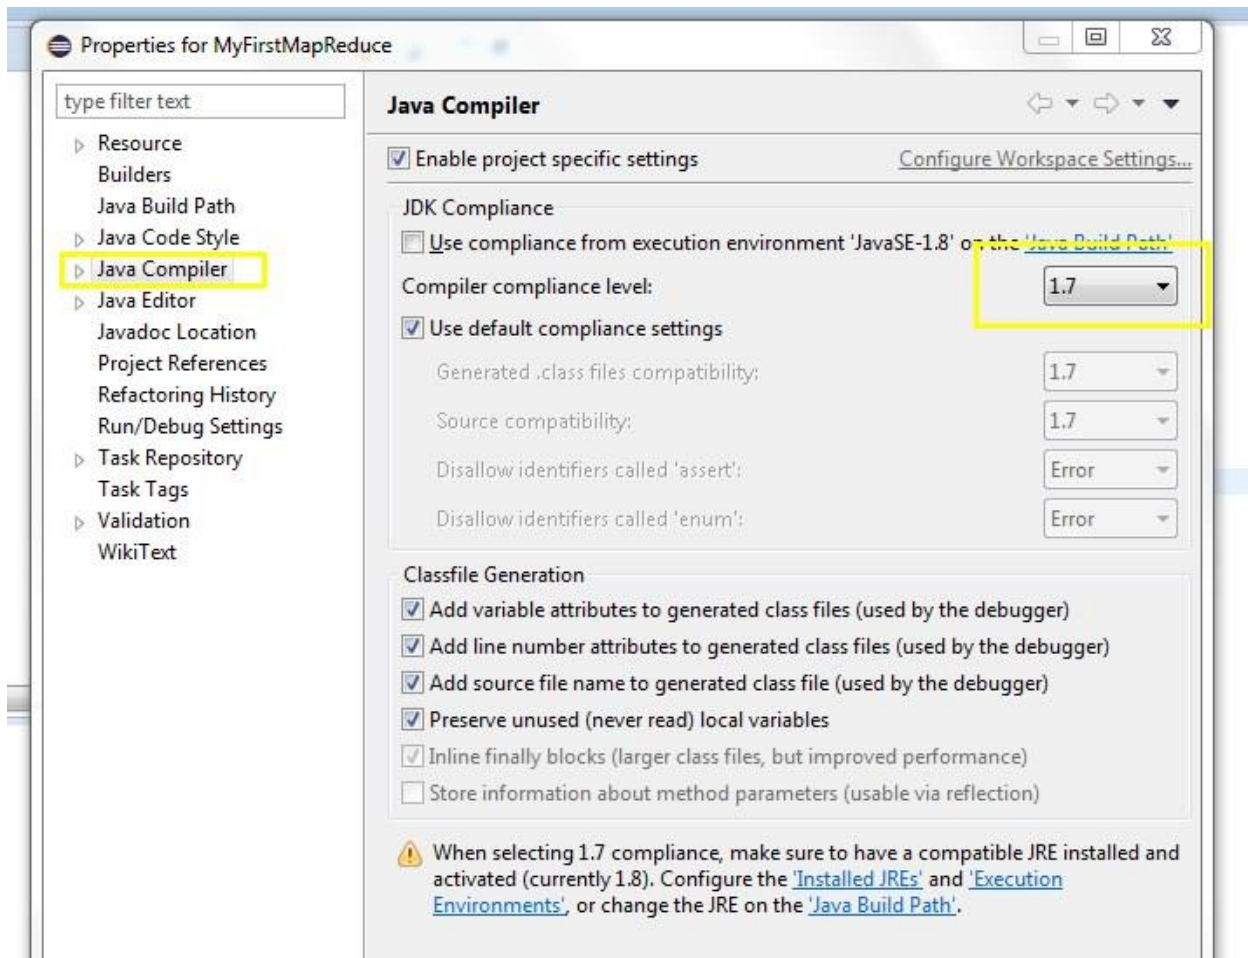 Properties for MyFirstMapReduce
type filter text
Resource
Builders
Java Build Path
Java Code Style
Java Compiler
Java Editor
Javadoc Location
Project References
Refactoring History
Run/Debug Settings
Task Repository
Task Tags
Validation
WikiText
Java Compiler
Enable project specific settings
Configure Workspace Settings...
JDK Compliance
Use compliance from execution environment 'JavaSE-1.8' on the 'Java Build Path'
Compiler compliance level: 1.7
Use default compliance settings
Generated .class files compatibility: 1.7
Source compatibility: 1.7
Disallow identifiers called 'assert': Error
Disallow identifiers called 'enum': Error
Classfile Generation
Add variable attributes to generated class files (used by the debugger)
Add line number attributes to generated class files (used by the debugger)
Add source file name to generated class file (used by the debugger)
Preserve unused (never read) local variables
Inline finally blocks (larger class files, but improved performance)
Store information about method parameters (usable via reflection)
When selecting 1.7 compliance, make sure to have a compatible JRE installed and
activated (currently 1.8). Configure the 'Installed JREs' and 'Execution
Environments', or change the JRE on the 'Java Build Path'.